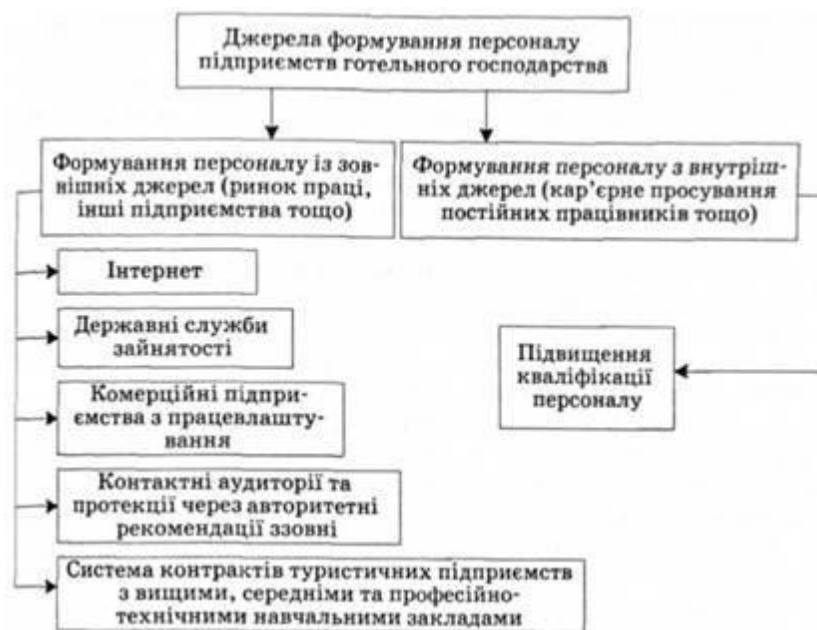 Джерела формування персоналу
підприємств готельного господарства
Формування персоналу із зов-
нішніх джерел (ринок праці,
інші підприємства тощо)
Формування персоналу з внутріш-
ніх джерел (кар’єрне просування
постійних працівників тощо)
Інтернет
Державні служби
зайнятості
Комерційні підпри-
ємства з працевлашту-
вання
Контактні аудиторії та
протекції через авторитетні
рекомендації ззовні
Система контрактів туристичних підприємств
з вищими, середніми та професійно-
технічними навчальними закладами
Підвищення
кваліфікації
персоналу